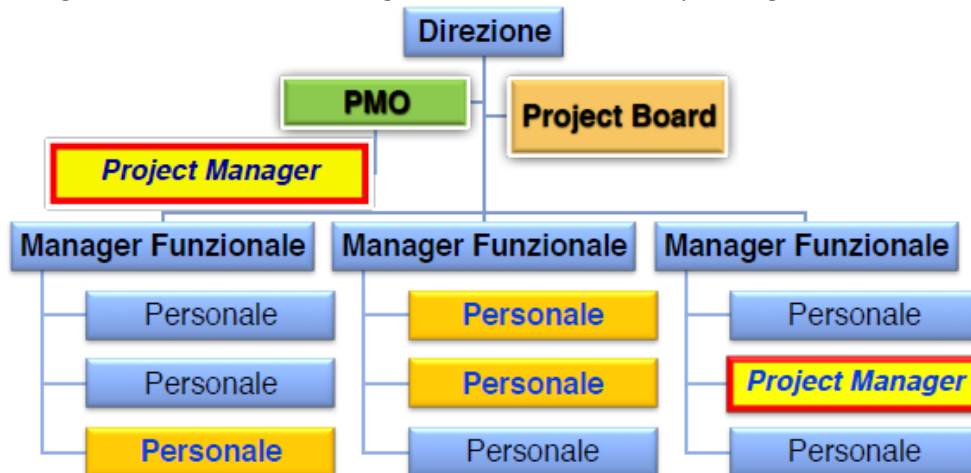 Direzione
PMO
Project Board
Project Manager
Manager Funzionale
Manager Funzionale
Manager Funzionale
Personale
Personale
Personale
Personale
Personale
Project Manager
Personale
Personale
Personale